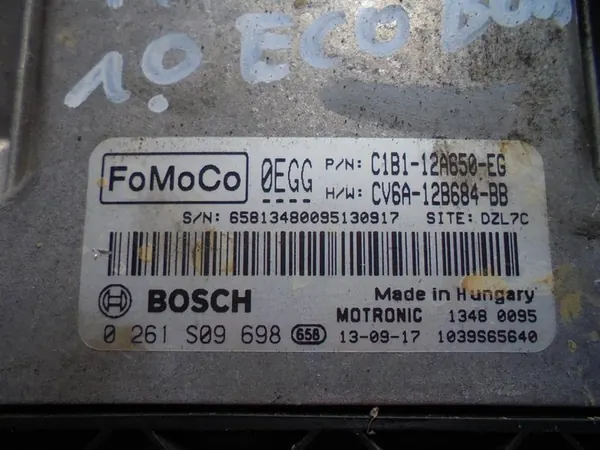 1.0 ECO
FoMoCo 0EGG P/N: C1B1-12A650-EG
H/W: CV6A-12B684-BB
S/N: 65813480095130917 SITE: DZL7C
BOSCH Made in Hungary
MOTRONIC 1348 0095
0 261 S09 698 658 13-09-17 1039S65640